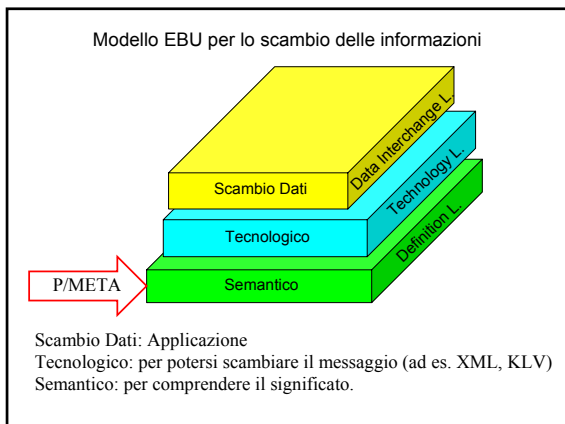 Modello EBU per lo scambio delle informazioni
Scambio Dati
Data Interchange L.
Tecnologico
Technology L.
P/META
Semantico
Definition L.
Scambio Dati: Applicazione
Tecnologico: per potersi scambiare il messaggio (ad es. XML, KLV)
Semantico: per comprendere il significato.